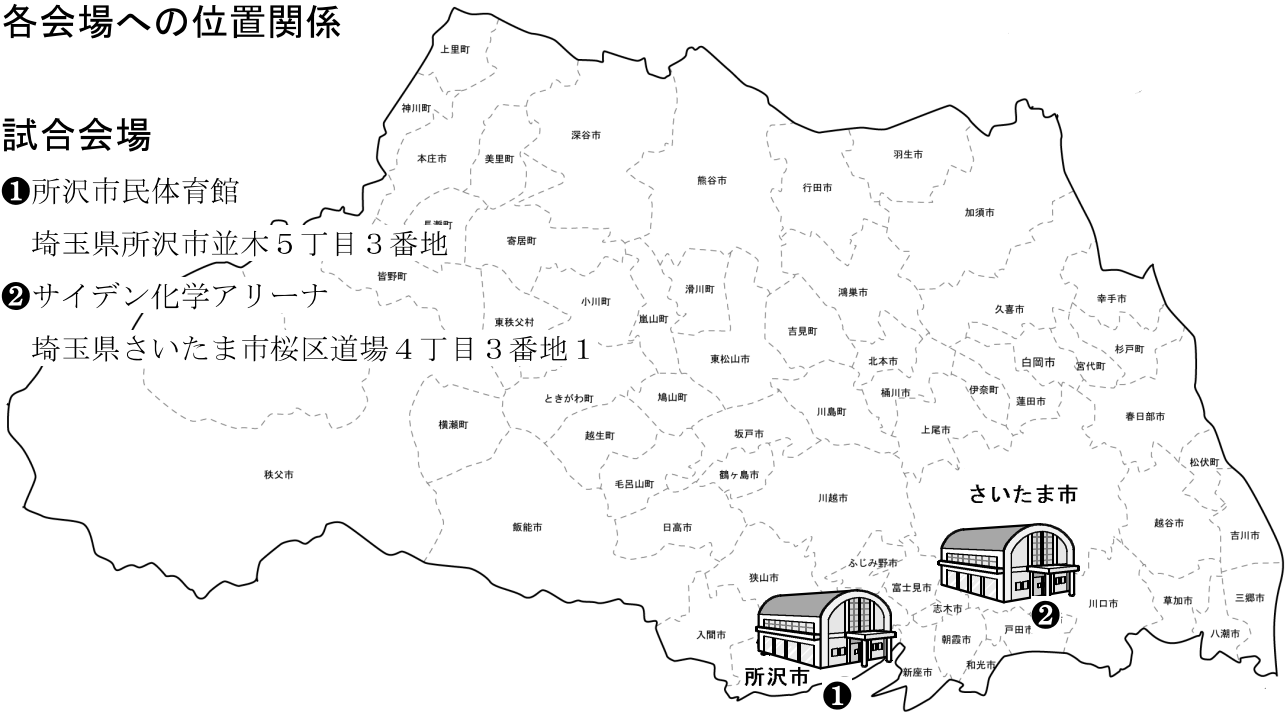 各会場への位置関係
試合会場
❶所沢市民体育館
埼玉県所沢市並木５丁目３番地
❷サイデン化学アリーナ
埼玉県さいたま市桜区道場４丁目３番地１
上里町
神川町
本庄市
美里町
深谷市
熊谷市
行田市
羽生市
加須市
長瀞町
寄居町
皆野町
小川町
東秩父村
嵐山町
滑川町
東松山市
吉見町
鴻巣市
北本市
桶川市
久喜市
幸手市
杉戸町
宮代町
白岡市
伊奈町
蓮田市
春日部市
ときがわ町
鳩山町
川島町
上尾市
横瀬町
越生町
坂戸市
松伏町
秩父市
毛呂山町
鶴ヶ島市
川越市
さいたま市
飯能市
日高市
越谷市
吉川市
狭山市
ふじみ野市
富士見市
志木市
川口市
草加市
三郷市
入間市
朝霞市
戸田市
❷
八潮市
所沢市
❶
新座市
和光市